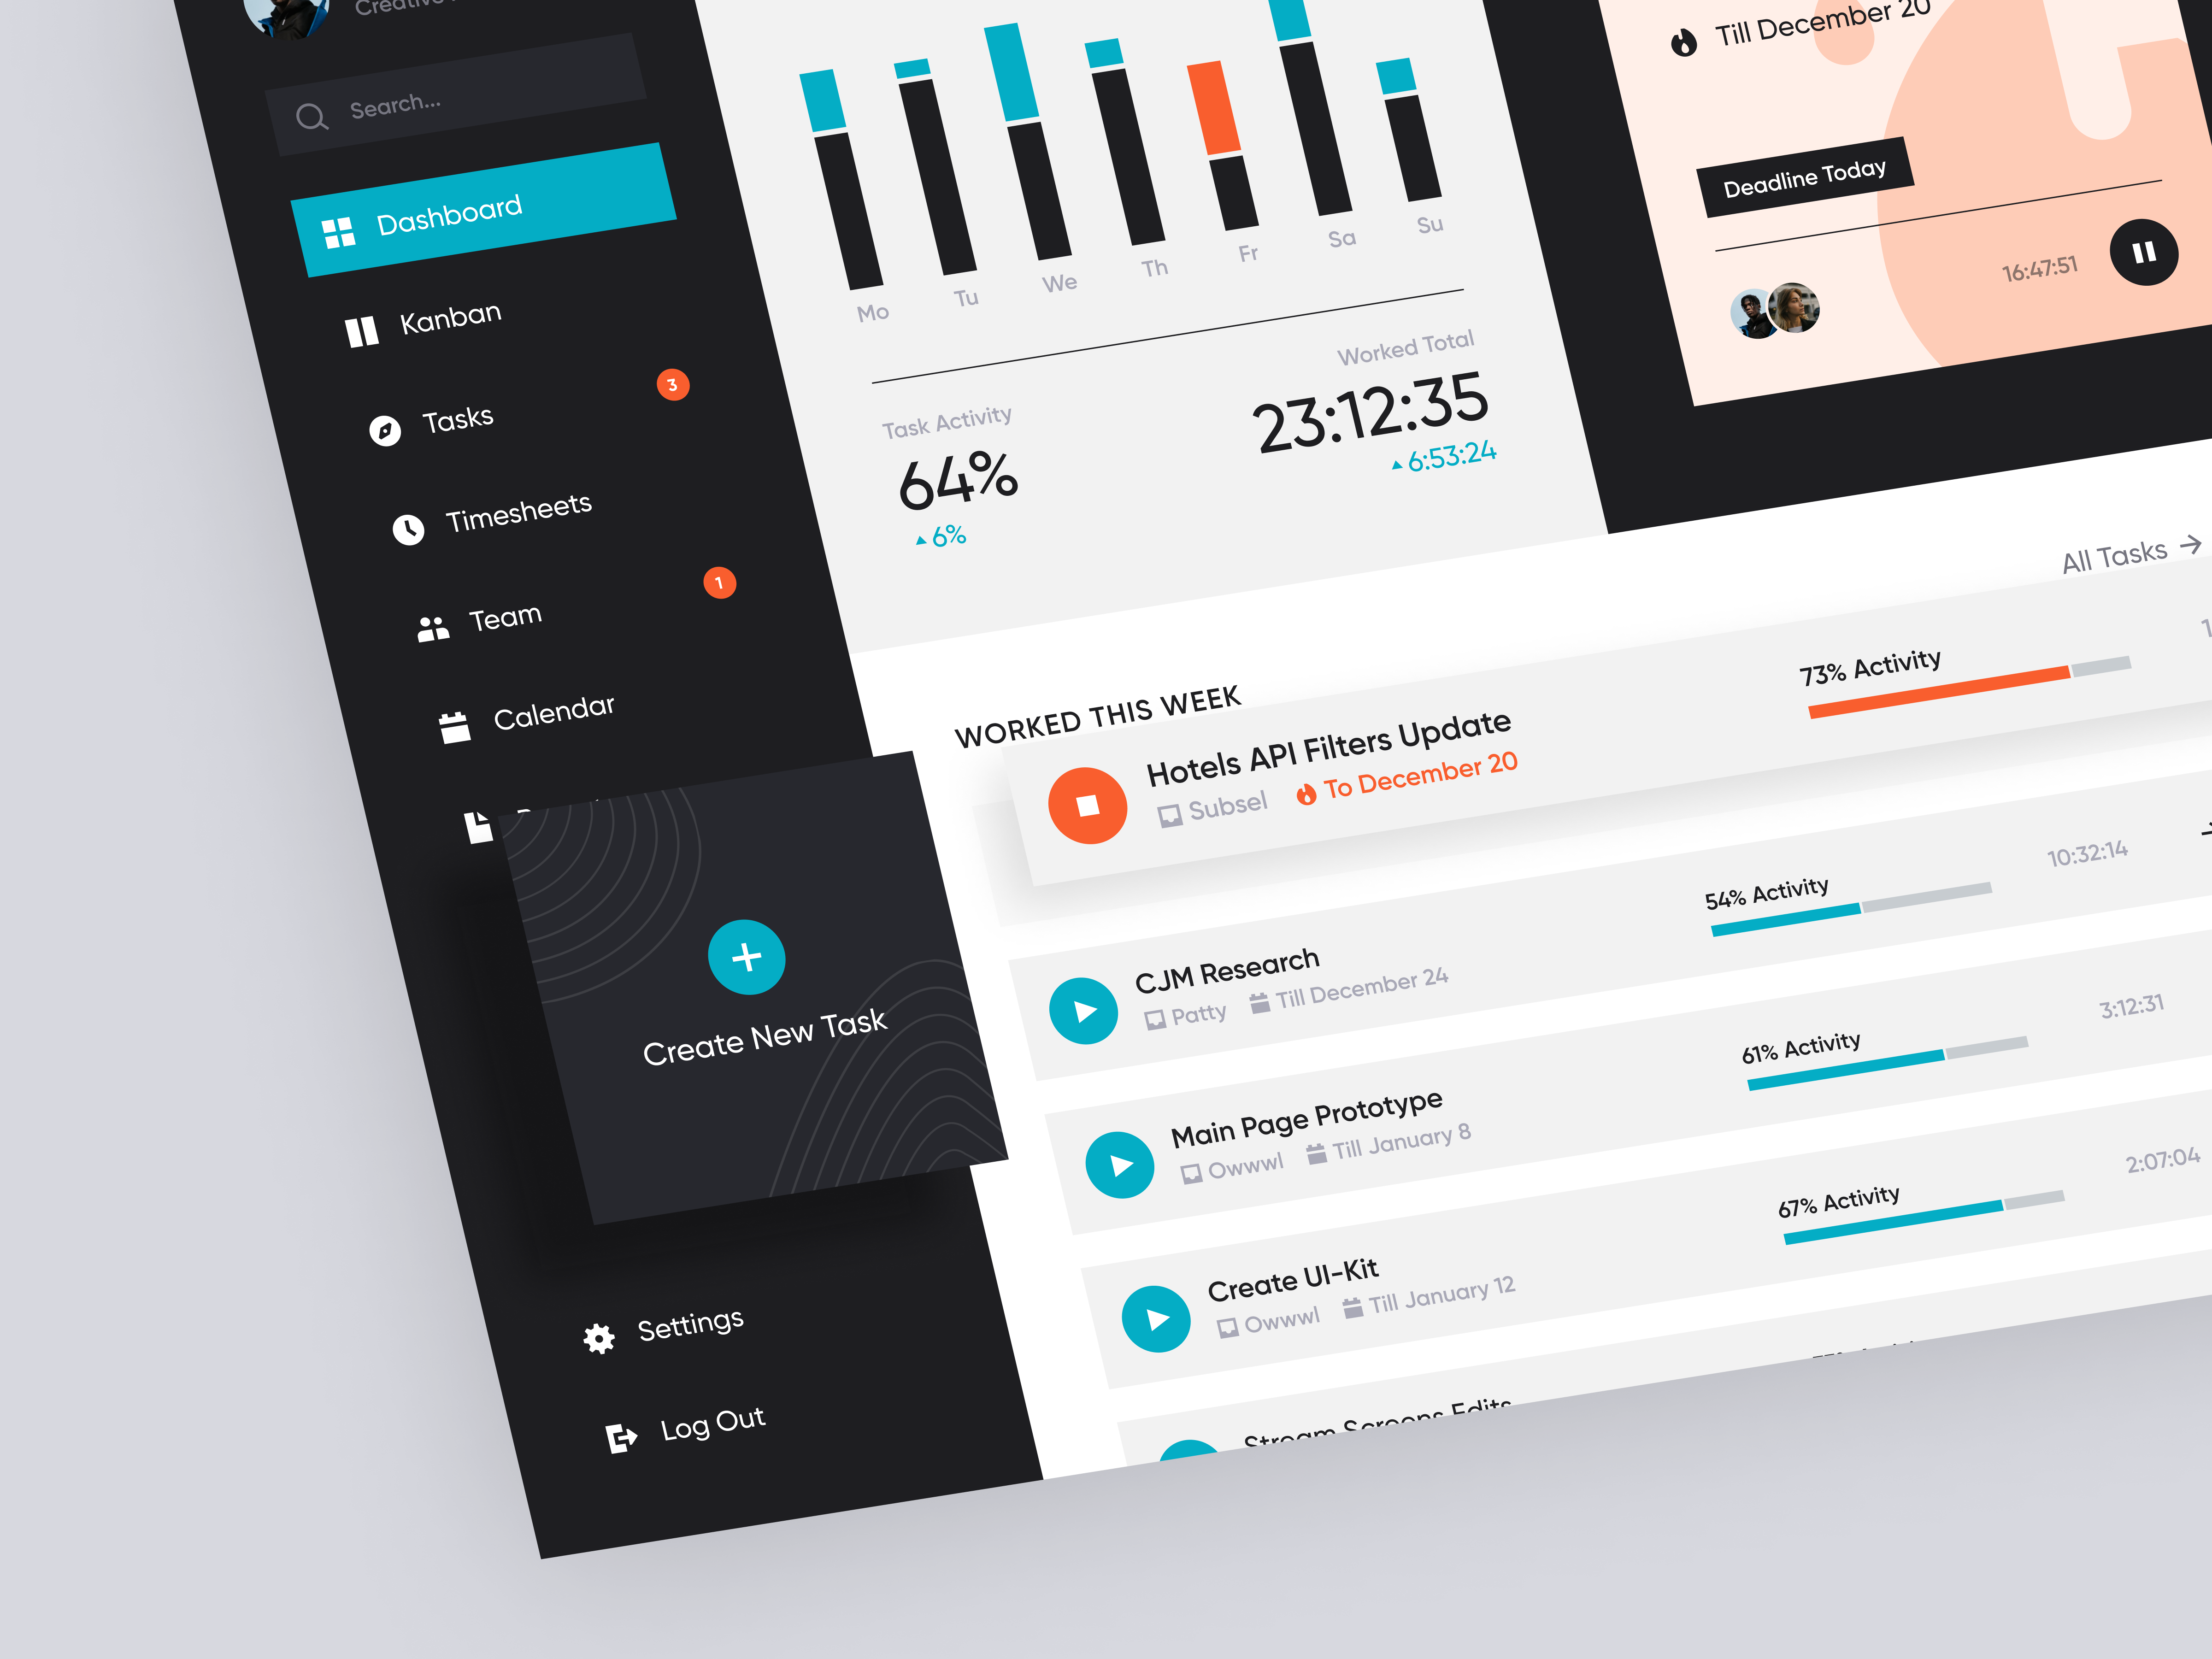 Search...
Dashboard
Kanban
Tasks
3
Timesheets
Team
1
Calendar
Create New Task
Settings
Log Out
Mo
Tu
We
Th
Fr
Sa
Su
Task Activity
64%
6%
Worked Total
23:12:35
6:53:24
Till December 20
Deadline Today
16:47:51
WORKED THIS WEEK
All Tasks
Hotels API Filters Update
Subsel
To December 20
73% Activity
CJM Research
Patty
Till December 24
54% Activity
10:32:14
Main Page Prototype
Owwwl
Till January 8
61% Activity
3:12:31
Create UI-Kit
Owwwl
Till January 12
67% Activity
2:07:04
Stream Screens Edits